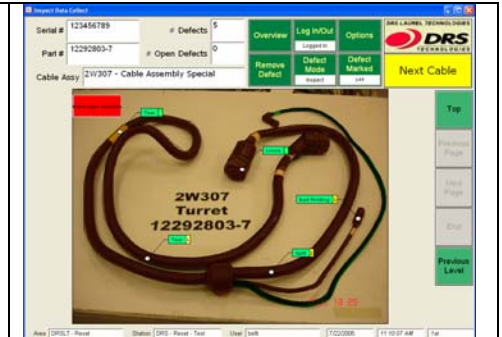 Inspect Data Collect
Serial # 123456789
# Defects 5
Part # 12292803-7
# Open Defects 0
Cable Assy 2W307 - Cable Assembly Special
Overview
Log In/Out
Logged In
Options
Remove Defect
Defect Mode
Inspect
Defect Marked
DRS LAUREL TECHNOLOGIES
DRS
TECHNOLOGIES
Next Cable
Top
Previous Page
Next Page
End
Previous Level
2W307
Turret
12292803-7
Area DRSLT - Reset
Station DRS - Reset - Test
7/22/2005
11:10:07 AM